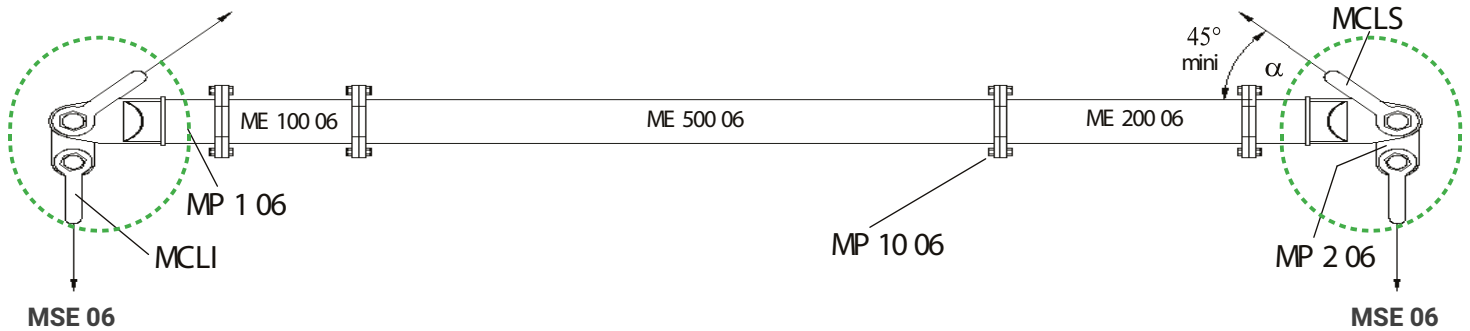 MCLS
45°
mini
α
ME 100 06
ME 500 06
ME 200 06
MP 1 06
MCLI
MP 10 06
MP 2 06
MSE 06
MSE 06